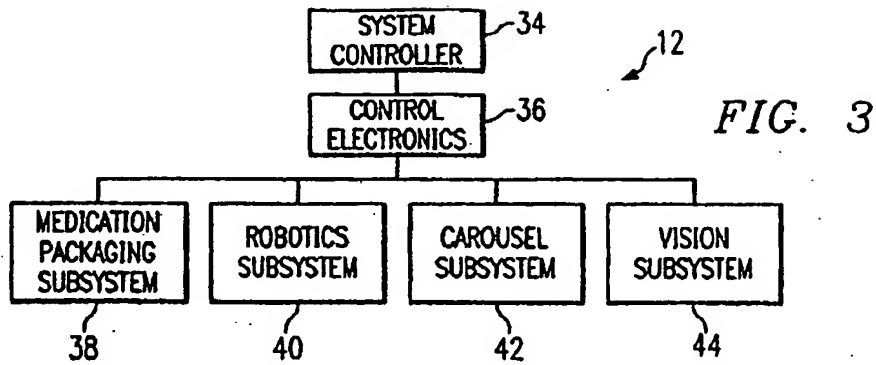 SYSTEM
CONTROLLER
34
12
CONTROL
ELECTRONICS
36
FIG. 3
MEDICATION
PACKAGING
SUBSYSTEM
ROBOTICS
SUBSYSTEM
CAROUSEL
SUBSYSTEM
VISION
SUBSYSTEM
38
40
42
44